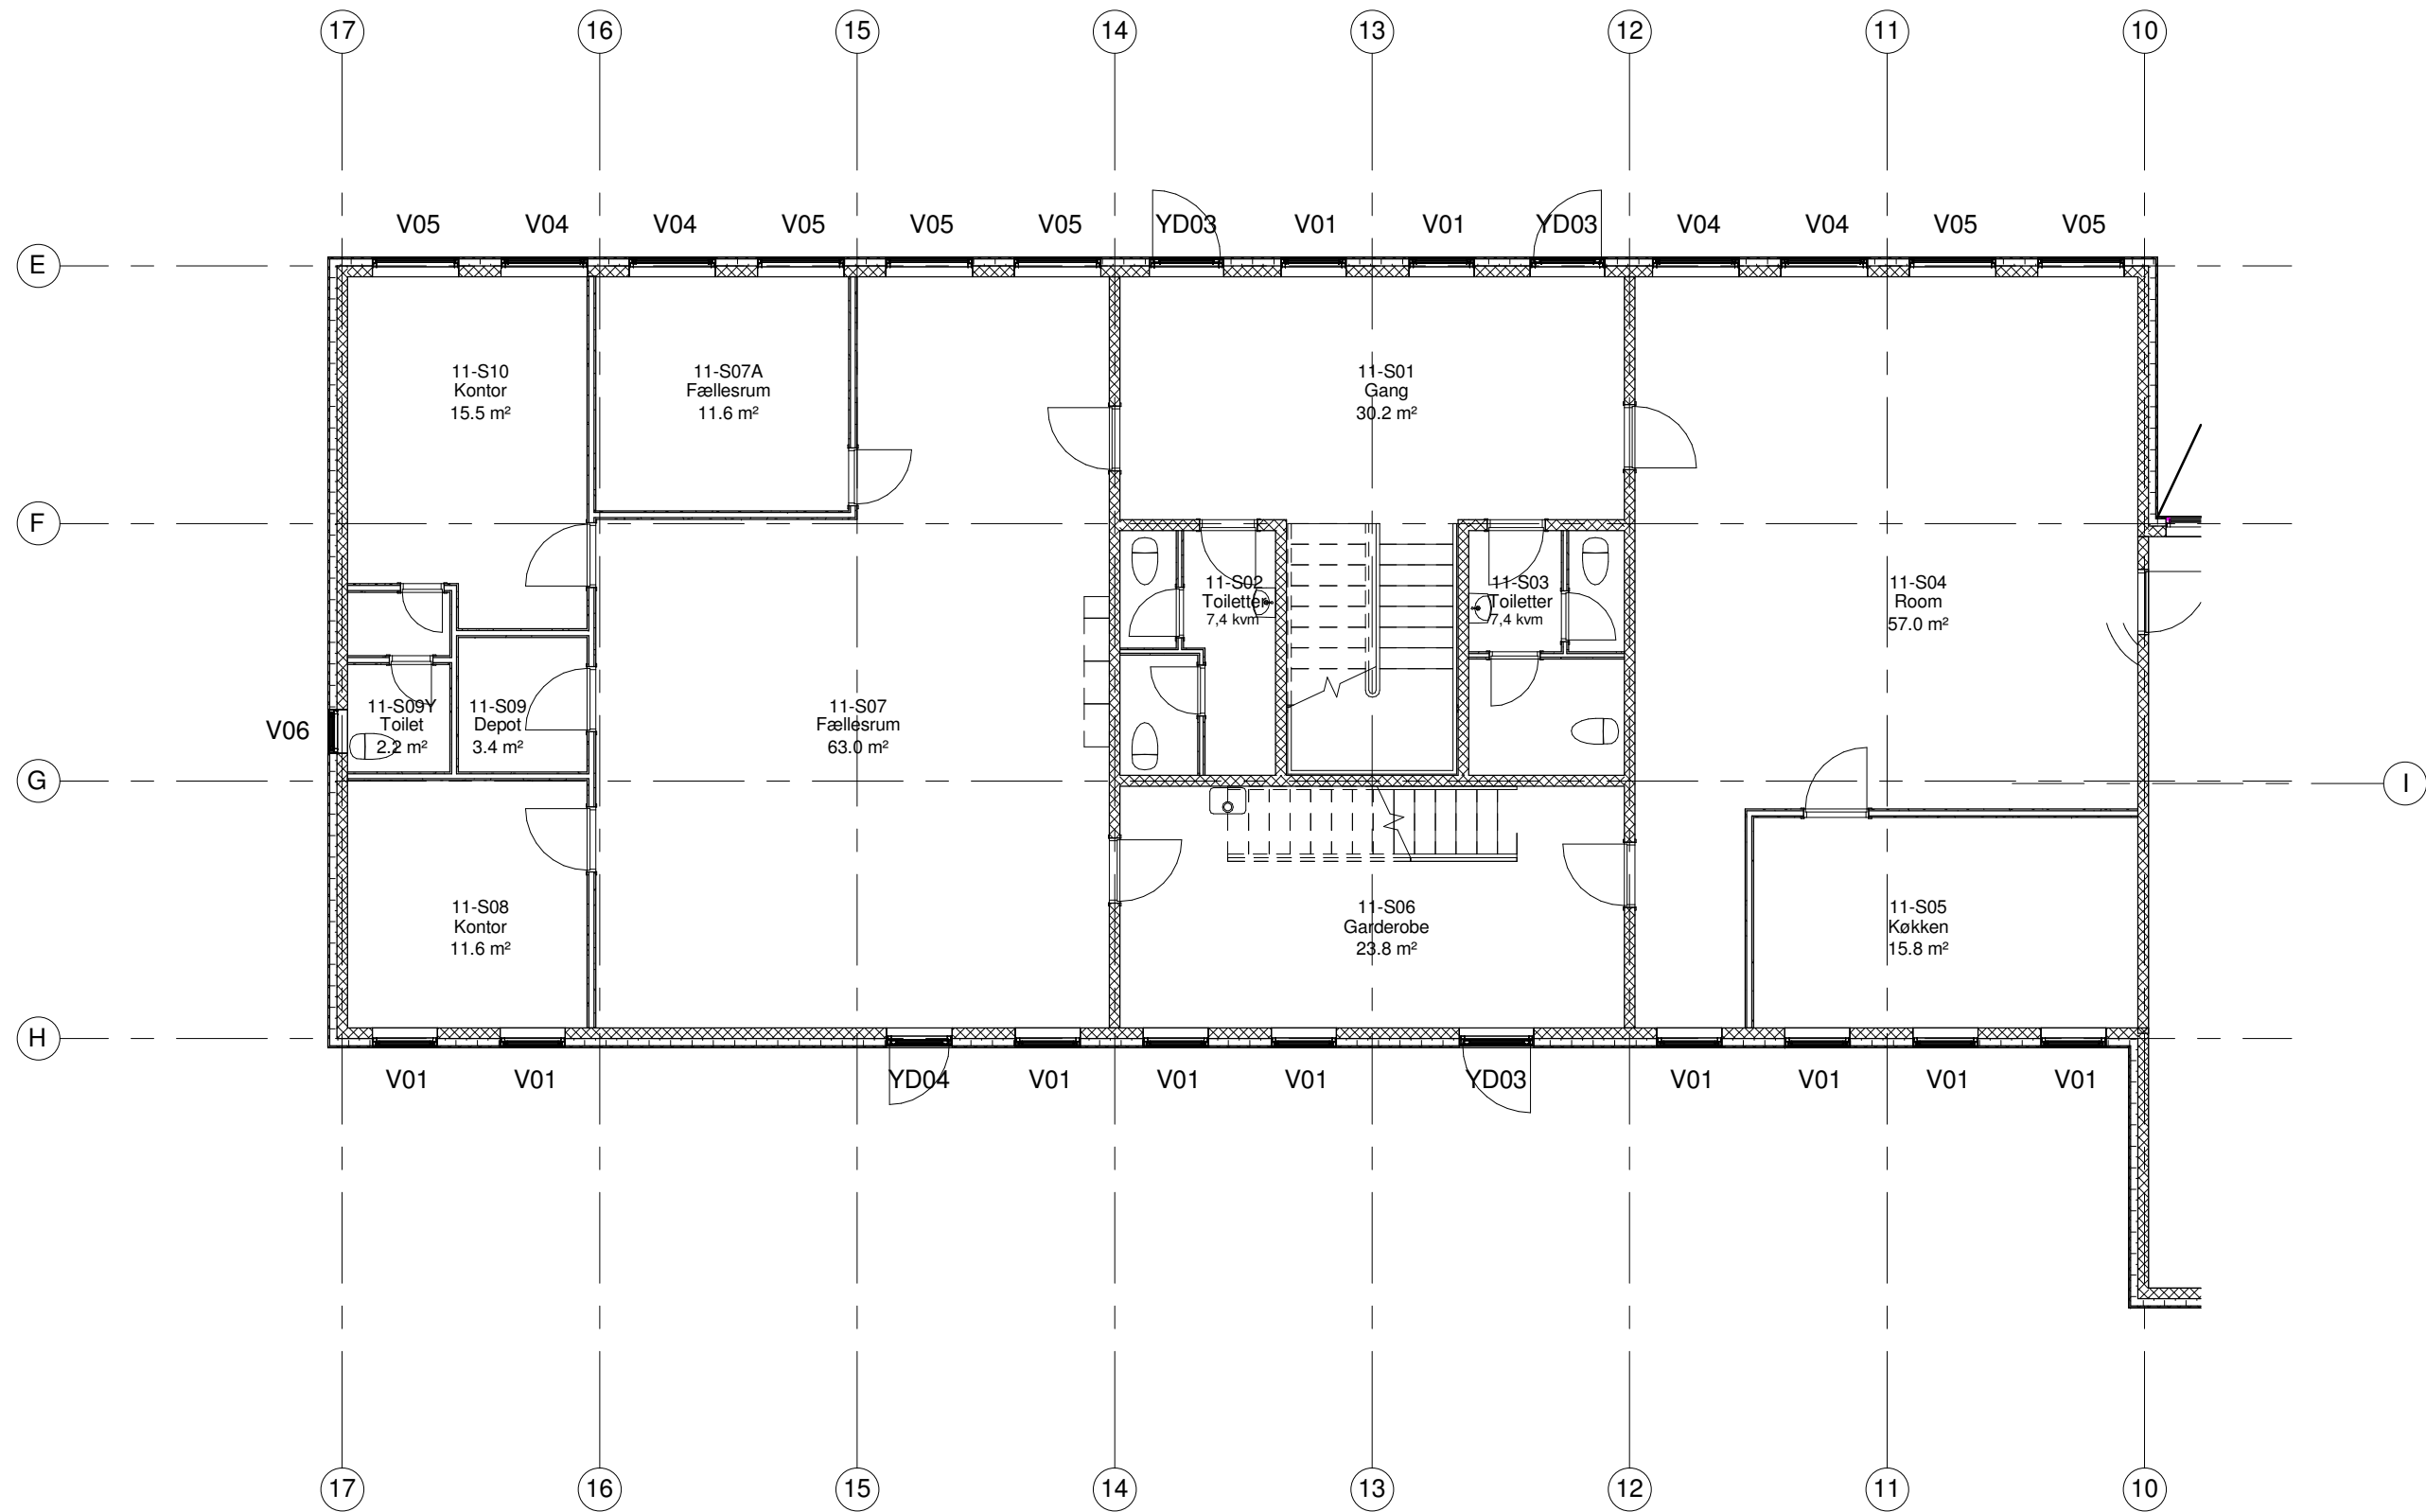 17 16 15 14 13 12 11 10
V05 V04 V04 V05 V05 V05 YD03 V01 V01 YD03 V04 V04 V05 V05
E
11-S10
Kontor
15.5 m²
11-S07A
Fællesrum
11.6 m²
11-S01
Gang
30.2 m²
F
11-S02
Toiletter
7,4 kvm
11-S03
Toiletter
7,4 kvm
11-S04
Room
57.0 m²
V06
11-S09Y
Toilet
2.2 m²
11-S09
Depot
3.4 m²
11-S07
Fællesrum
63.0 m²
G
I
11-S08
Kontor
11.6 m²
11-S06
Garderobe
23.8 m²
11-S05
Køkken
15.8 m²
H
V01 V01 YD04 V01 V01 V01 YD03 V01 V01 V01 V01
17 16 15 14 13 12 11 10